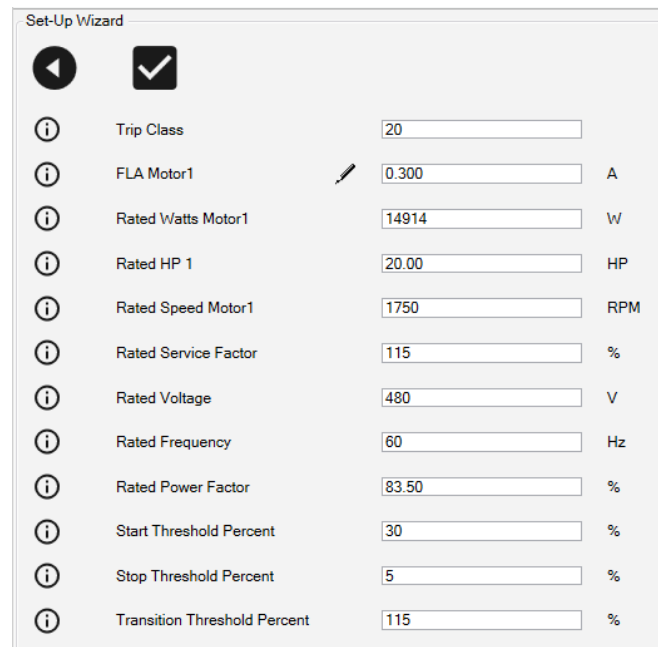 Set-Up Wizard
Trip Class 20
FLA Motor1 0.300 A
Rated Watts Motor1 14914 W
Rated HP 1 20.00 HP
Rated Speed Motor1 1750 RPM
Rated Service Factor 115 %
Rated Voltage 480 V
Rated Frequency 60 Hz
Rated Power Factor 83.50 %
Start Threshold Percent 30 %
Stop Threshold Percent 5 %
Transition Threshold Percent 115 %